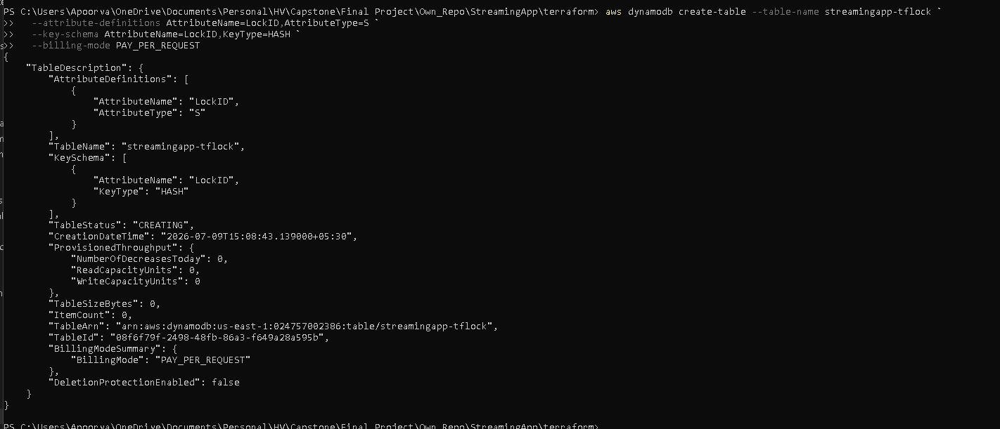 PS C:\Users\Apoorva\OneDrive\Documents\Personal\HV\Capstone\Final Project\Own_Repo\StreamingApp\terraform> aws dynamodb create-table --table-name streamingapp-tflock `
>>   --attribute-definitions AttributeName=LockID,AttributeType=S `
>>   --key-schema AttributeName=LockID,KeyType=HASH `
>>   --billing-mode PAY_PER_REQUEST
{
    "TableDescription": {
        "AttributeDefinitions": [
            {
                "AttributeName": "LockID",
                "AttributeType": "S"
            }
        ],
        "TableName": "streamingapp-tflock",
        "KeySchema": [
            {
                "AttributeName": "LockID",
                "KeyType": "HASH"
            }
        ],
        "TableStatus": "CREATING",
        "CreationDateTime": "2026-07-09T15:08:43.139000+05:30",
        "ProvisionedThroughput": {
            "NumberOfDecreasesToday": 0,
            "ReadCapacityUnits": 0,
            "WriteCapacityUnits": 0
        },
        "TableSizeBytes": 0,
        "ItemCount": 0,
        "TableArn": "arn:aws:dynamodb:us-east-1:024757002386:table/streamingapp-tflock",
        "TableId": "08f6f79f-2498-48fb-86a3-f649a28a595b",
        "BillingModeSummary": {
            "BillingMode": "PAY_PER_REQUEST"
        },
        "DeletionProtectionEnabled": false
    }
}
PS C:\Users\Apoorva\OneDrive\Documents\Personal\HV\Capstone\Final Project\Own_Repo\StreamingApp\terraform>